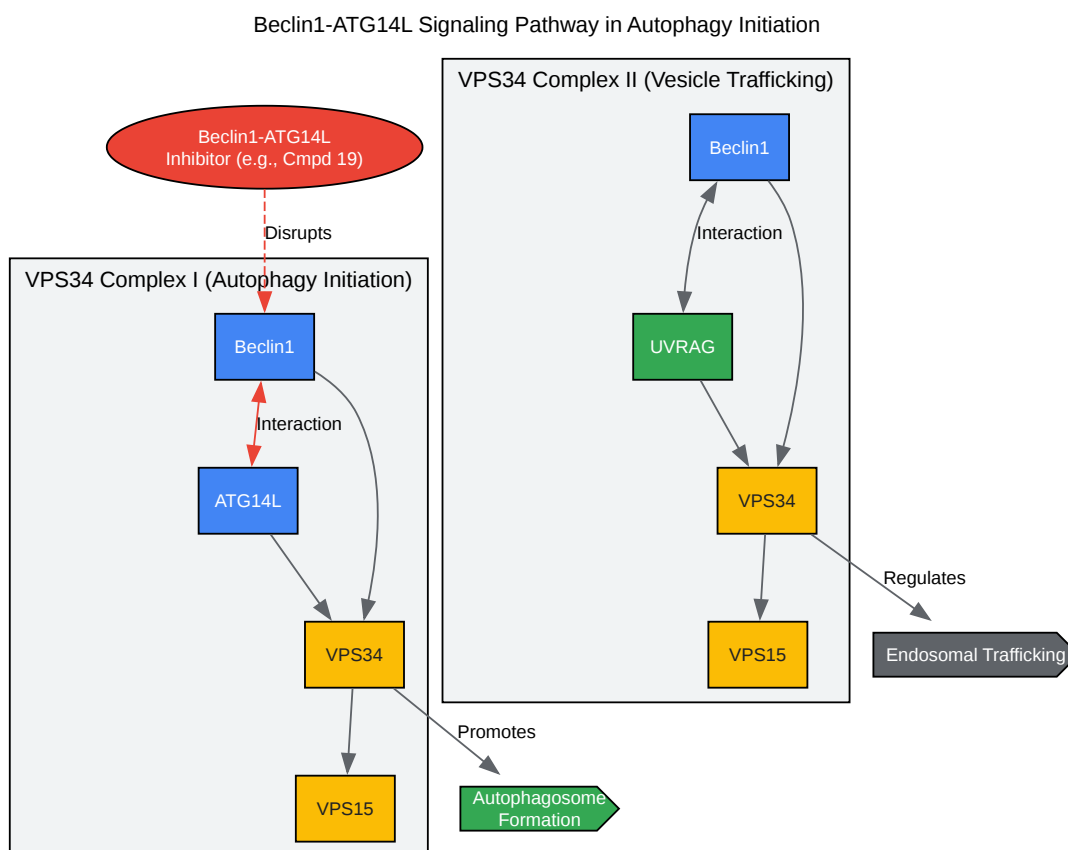 Beclin1-ATG14L Signaling Pathway in Autophagy Initiation
VPS34 Complex II (Vesicle Trafficking)
Beclin1
Interaction
UVRAG
VPS34
Regulates
VPS15
Endosomal Trafficking
Beclin1-ATG14L
Inhibitor (e.g., Cmpd 19)
Disrupts
VPS34 Complex I (Autophagy Initiation)
Beclin1
Interaction
ATG14L
VPS34
Promotes
VPS15
Autophagosome
Formation